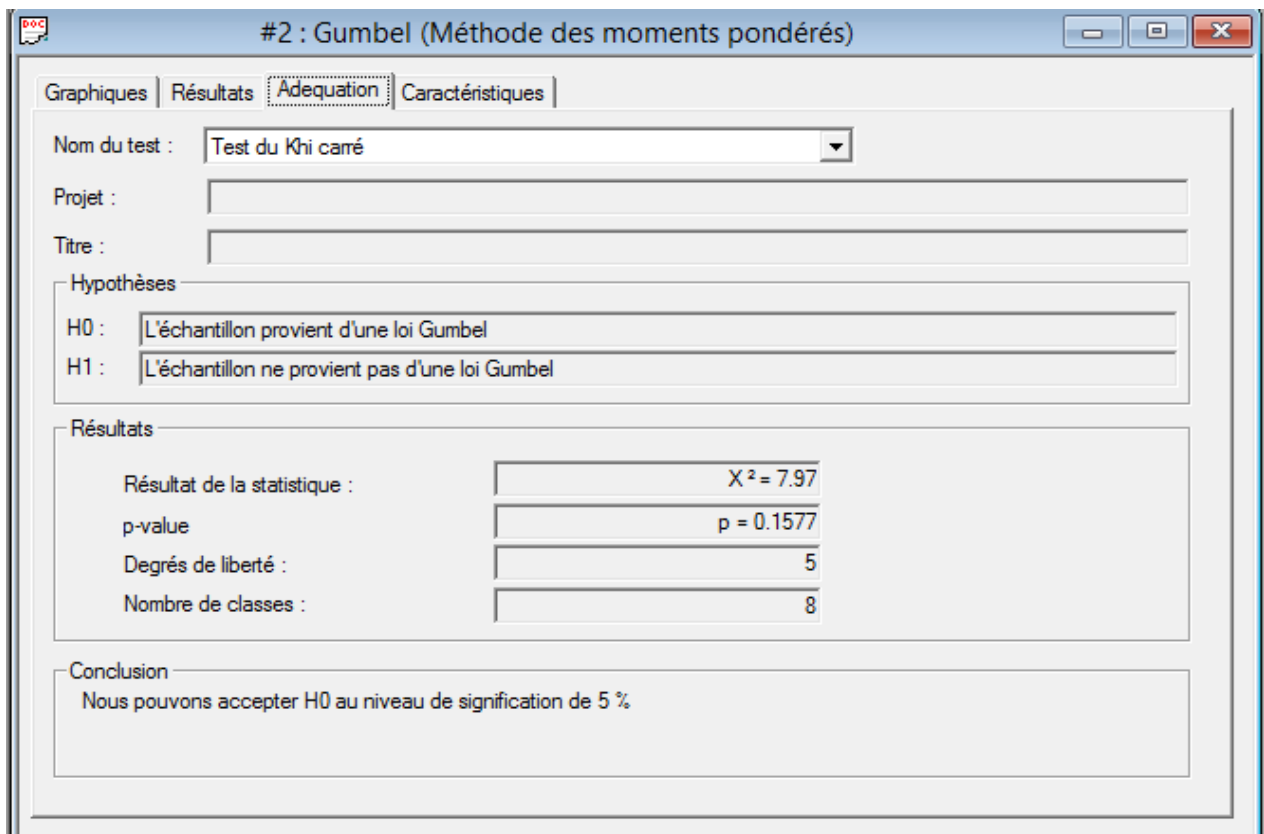 DOC
#2 : Gumbel (Méthode des moments pondérés)
Graphiques Résultats Adequation Caractéristiques
Nom du test : Test du Khi carré
Projet :
Titre :
Hypothèses
H0 : L'échantillon provient d'une loi Gumbel
H1 : L'échantillon ne provient pas d'une loi Gumbel
Résultats
Résultat de la statistique : X² = 7.97
p-value p = 0.1577
Degrés de liberté : 5
Nombre de classes : 8
Conclusion
Nous pouvons accepter H0 au niveau de signification de 5 %